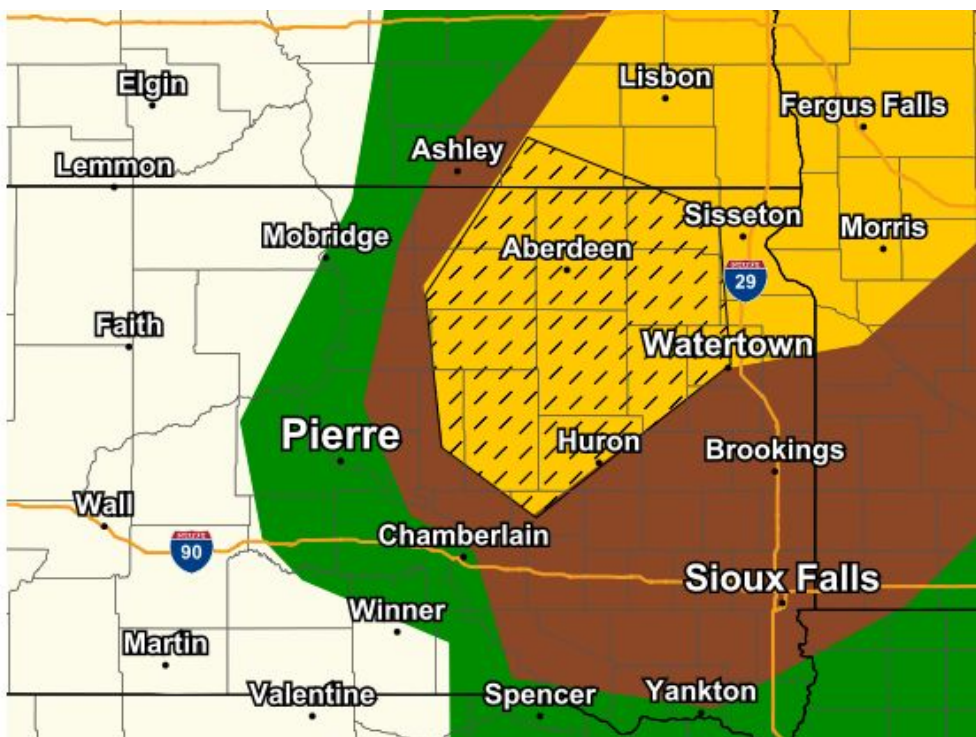 Lisbon
Elgin
Fergus Falls
Ashley
Lemmon
Sisseton
Morris
Mobridge
Aberdeen
29
Faith
Watertown
Pierre
Huron
Brookings
Wall
Chamberlain
90
Sioux Falls
Winner
Martin
Valentine
Spencer
Yankton